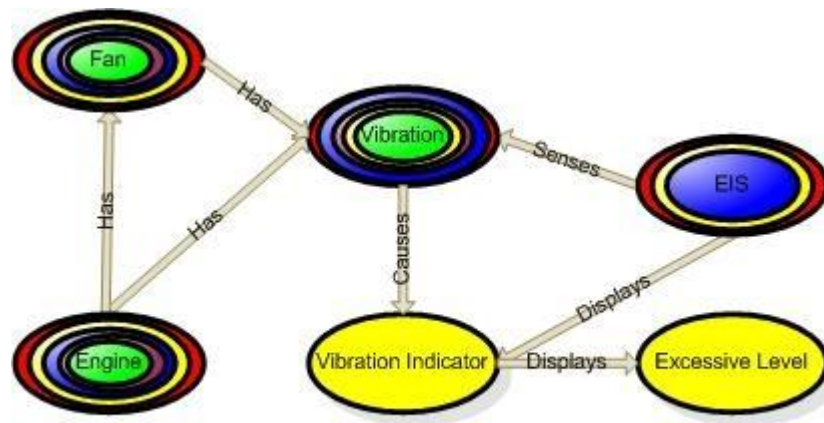 Fan
Has
Vibration
Senses
EIS
Has
Has
Causes
Displays
Engine
Vibration Indicator
Displays
Excessive Level